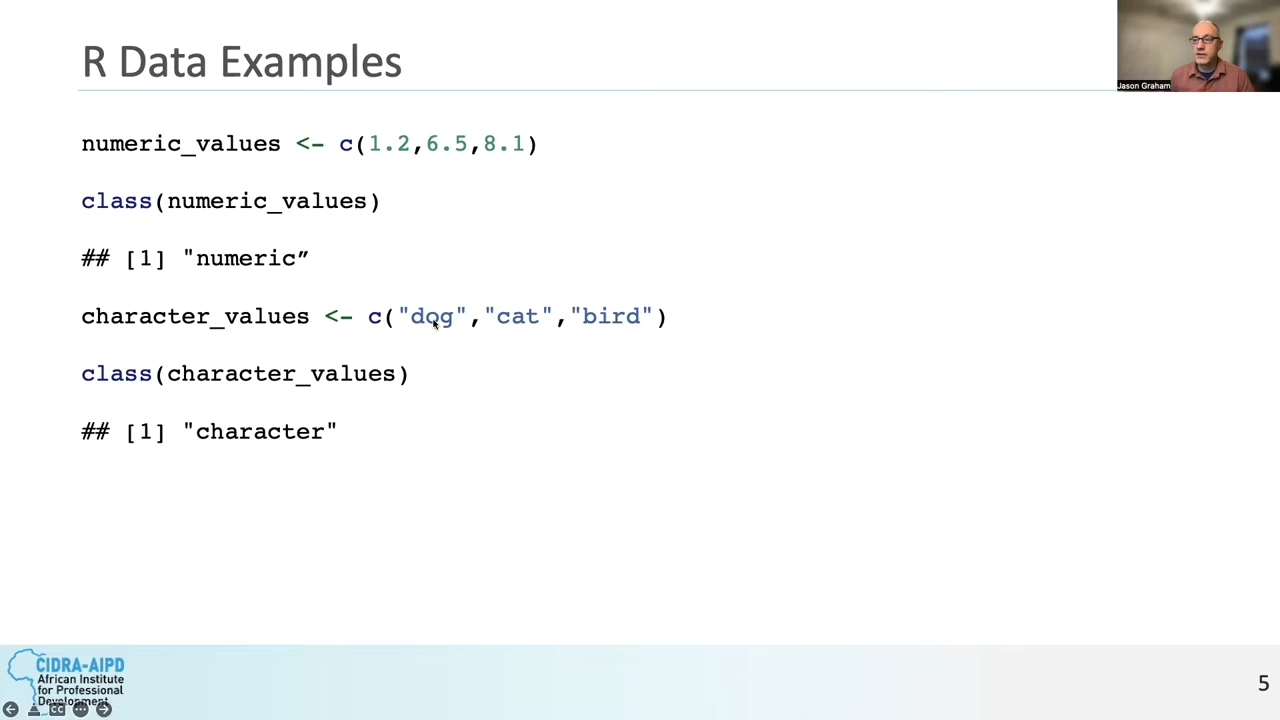 R Data Examples
Jason Graham
numeric_values <- c(1.2,6.5,8.1)
class(numeric_values)
## [1] "numeric”
character_values <- c("dog","cat","bird")
class(character_values)
## [1] "character"
CIDRA-AIPD
African Institute
for Professional
Development
CC
5